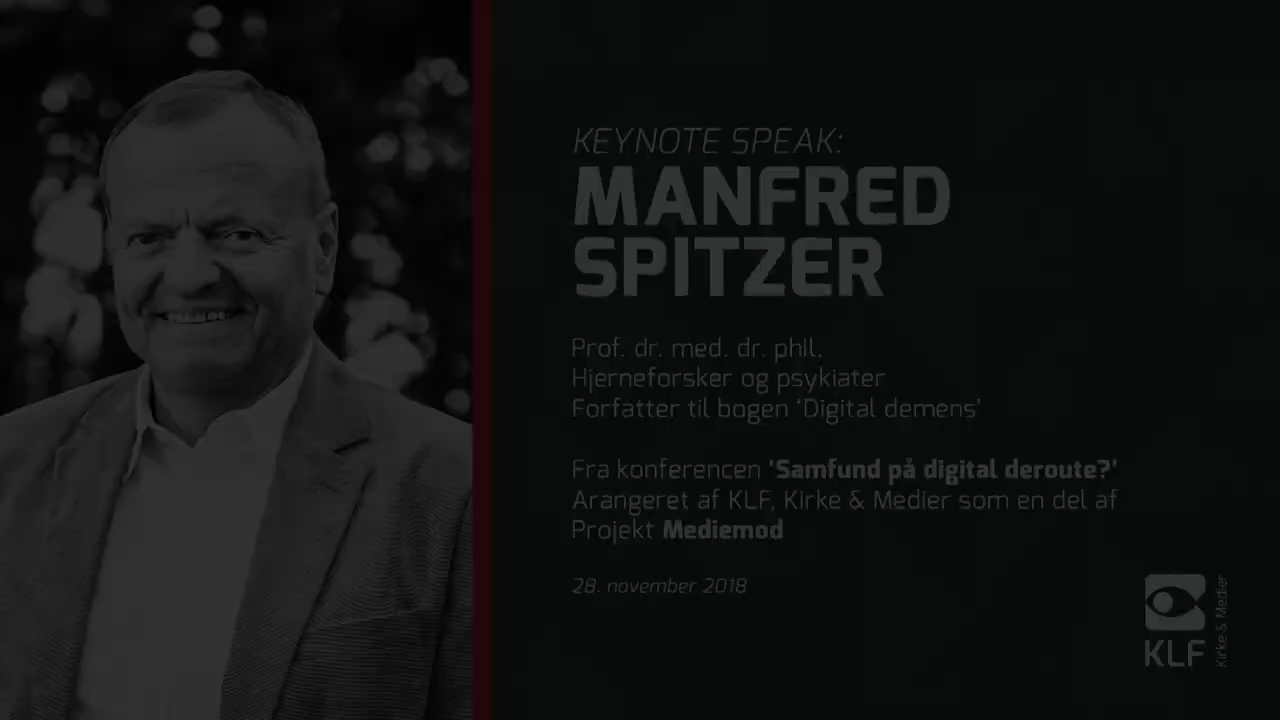 KEYNOTE SPEAK:
MANFRED
SPITZER
Prof. dr. med. dr. phil.
Hjerneforsker og psykiater
Forfatter til bogen 'Digital demens'
Fra konferencen 'Samfund på digital deroute?'
Arangeret af KLF, Kirke & Medier som en del af
Projekt Mediemod
28. november 2018
KLF
Kirke & Medier